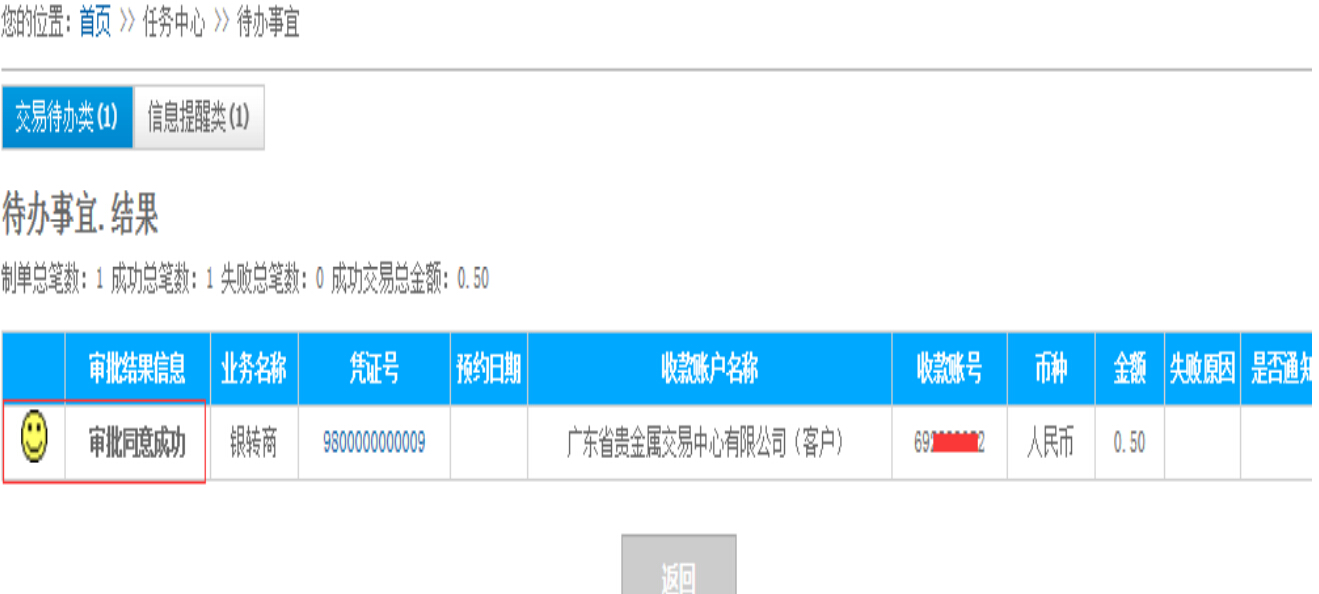 您的位置: 首页 >> 任务中心 >> 待办事宜
交易待办类(1) 信息提醒类(1)
待办事宜.结果
制单总笔数: 1 成功总笔数: 1 失败总笔数: 0 成功交易总金额: 0.50
审批结果信息 业务名称 凭证号 预约日期 收款账户名称 收款账号 币种 金额 失败原因 是否通知
审批同意成功 银转商 9800000000009 广东省贵金属交易中心有限公司（客户） 69 2 人民币 0.50
返回